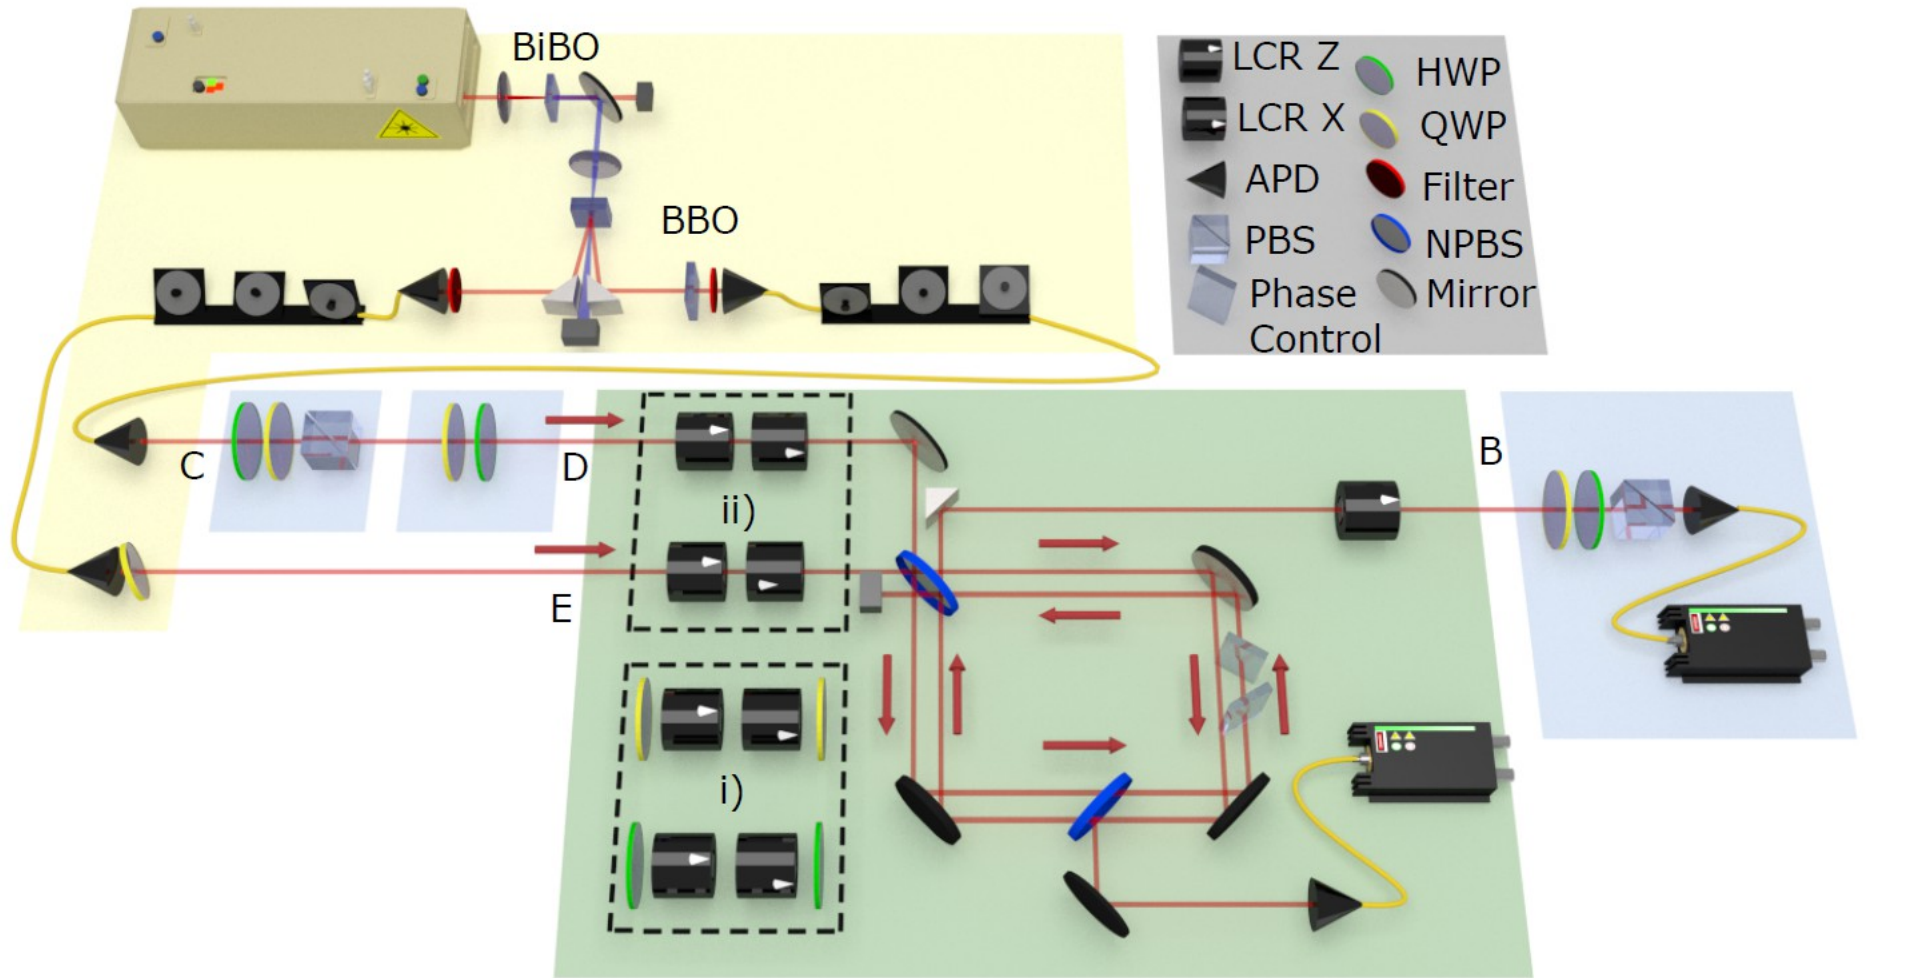 BiBO
BBO
LCR Z
HWP
LCR X
QWP
APD
Filter
PBS
NPBS
Phase
Control
Mirror
C
D
B
ii)
E
i)